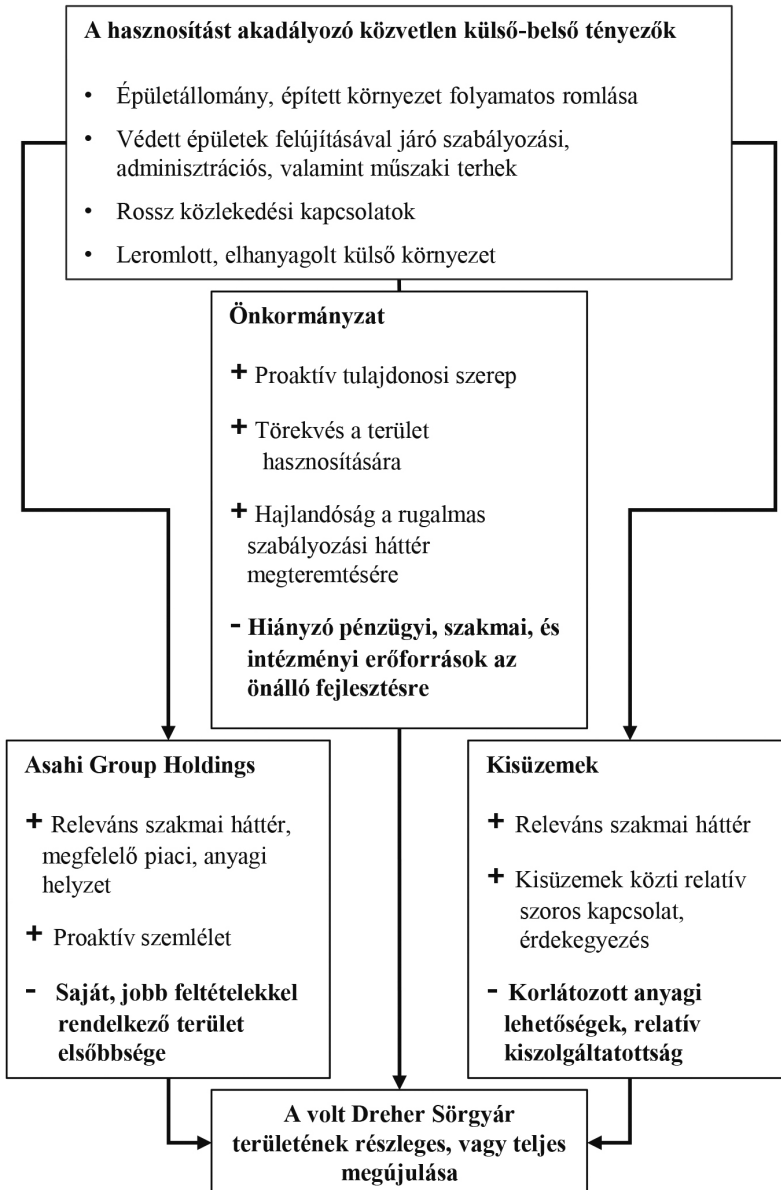 A hasznosítást akadályozó közvetlen külső-belső tényezők
• Épületállomány, épített környezet folyamatos romlása
• Védett épületek felújításával járó szabályozási,
adminisztrációs, valamint műszaki terhek
• Rossz közlekedési kapcsolatok
• Leromlott, elhanyagolt külső környezet
Önkormányzat
+ Proaktív tulajdonosi szerep
+ Törekvés a terület
hasznosítására
+ Hajlandóság a rugalmas
szabályozási háttér
megteremtésére
- Hiányzó pénzügyi, szakmai, és
intézményi erőforrások az
önálló fejlesztésre
Asahi Group Holdings
+ Releváns szakmai háttér,
megfelelő piaci, anyagi
helyzet
+ Proaktív szemlélet
- Saját, jobb feltételekkel
rendelkező terület
elsőbbsége
Kisüzemek
+ Releváns szakmai háttér
+ Kisüzemek közti relatív
szoros kapcsolat,
érdekegyezés
- Korlátozott anyagi
lehetőségek, relatív
kiszolgáltatottság
A volt Dreher Sörgyár
területének részleges, vagy teljes
megújulása